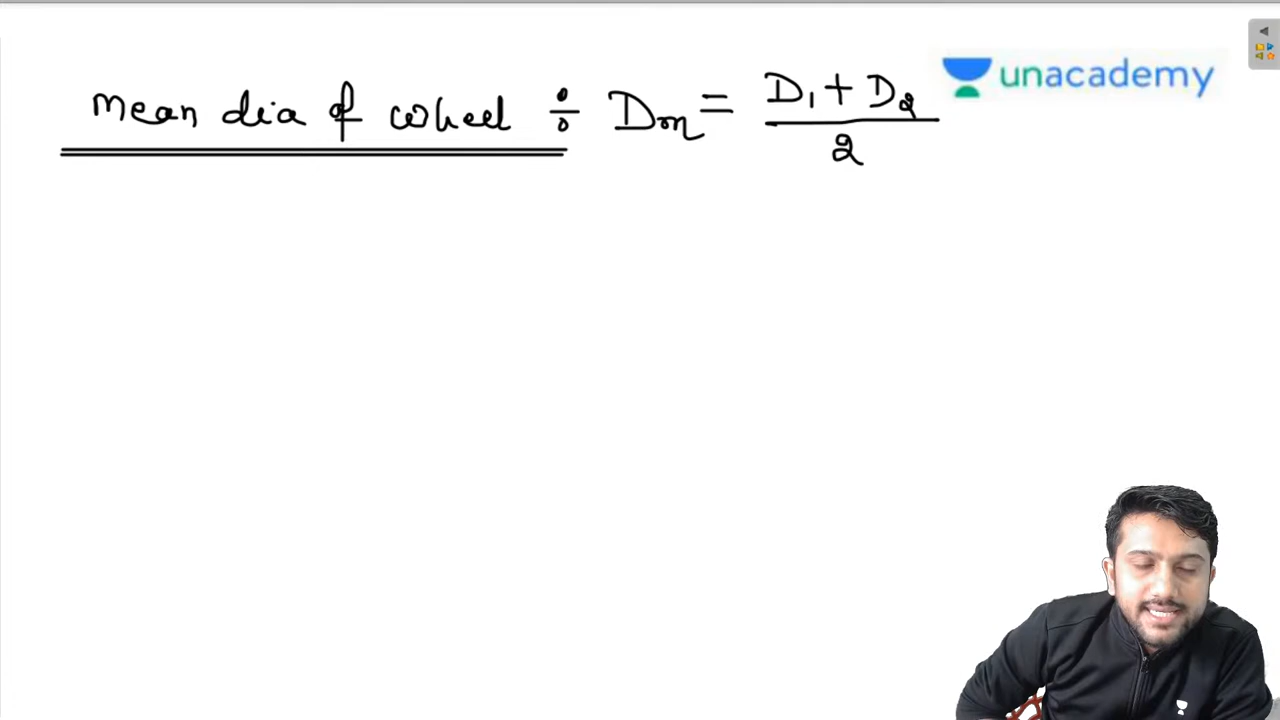 mean dia of wheel ÷ Dm = (D1 + D2) / 2
unacademy